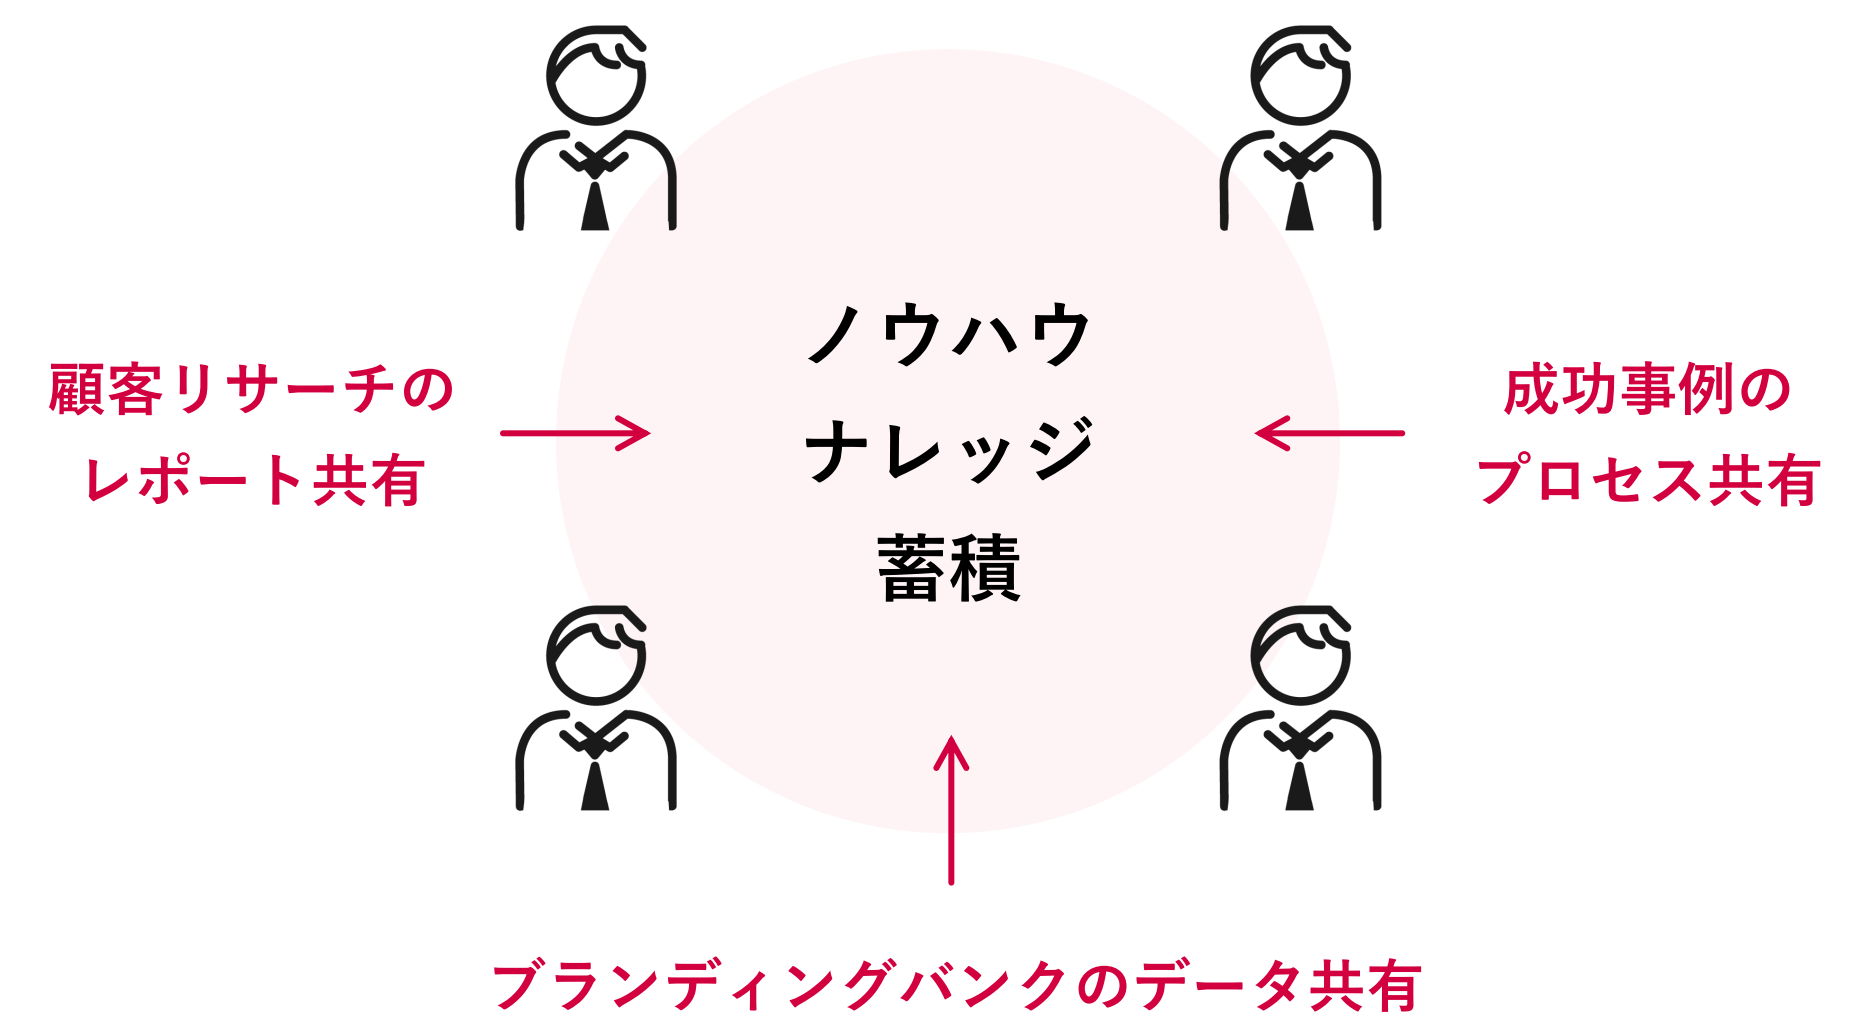 ノウハウ
ナレッジ
蓄積
顧客リサーチの
レポート共有
成功事例の
プロセス共有
ブランディングバンクのデータ共有